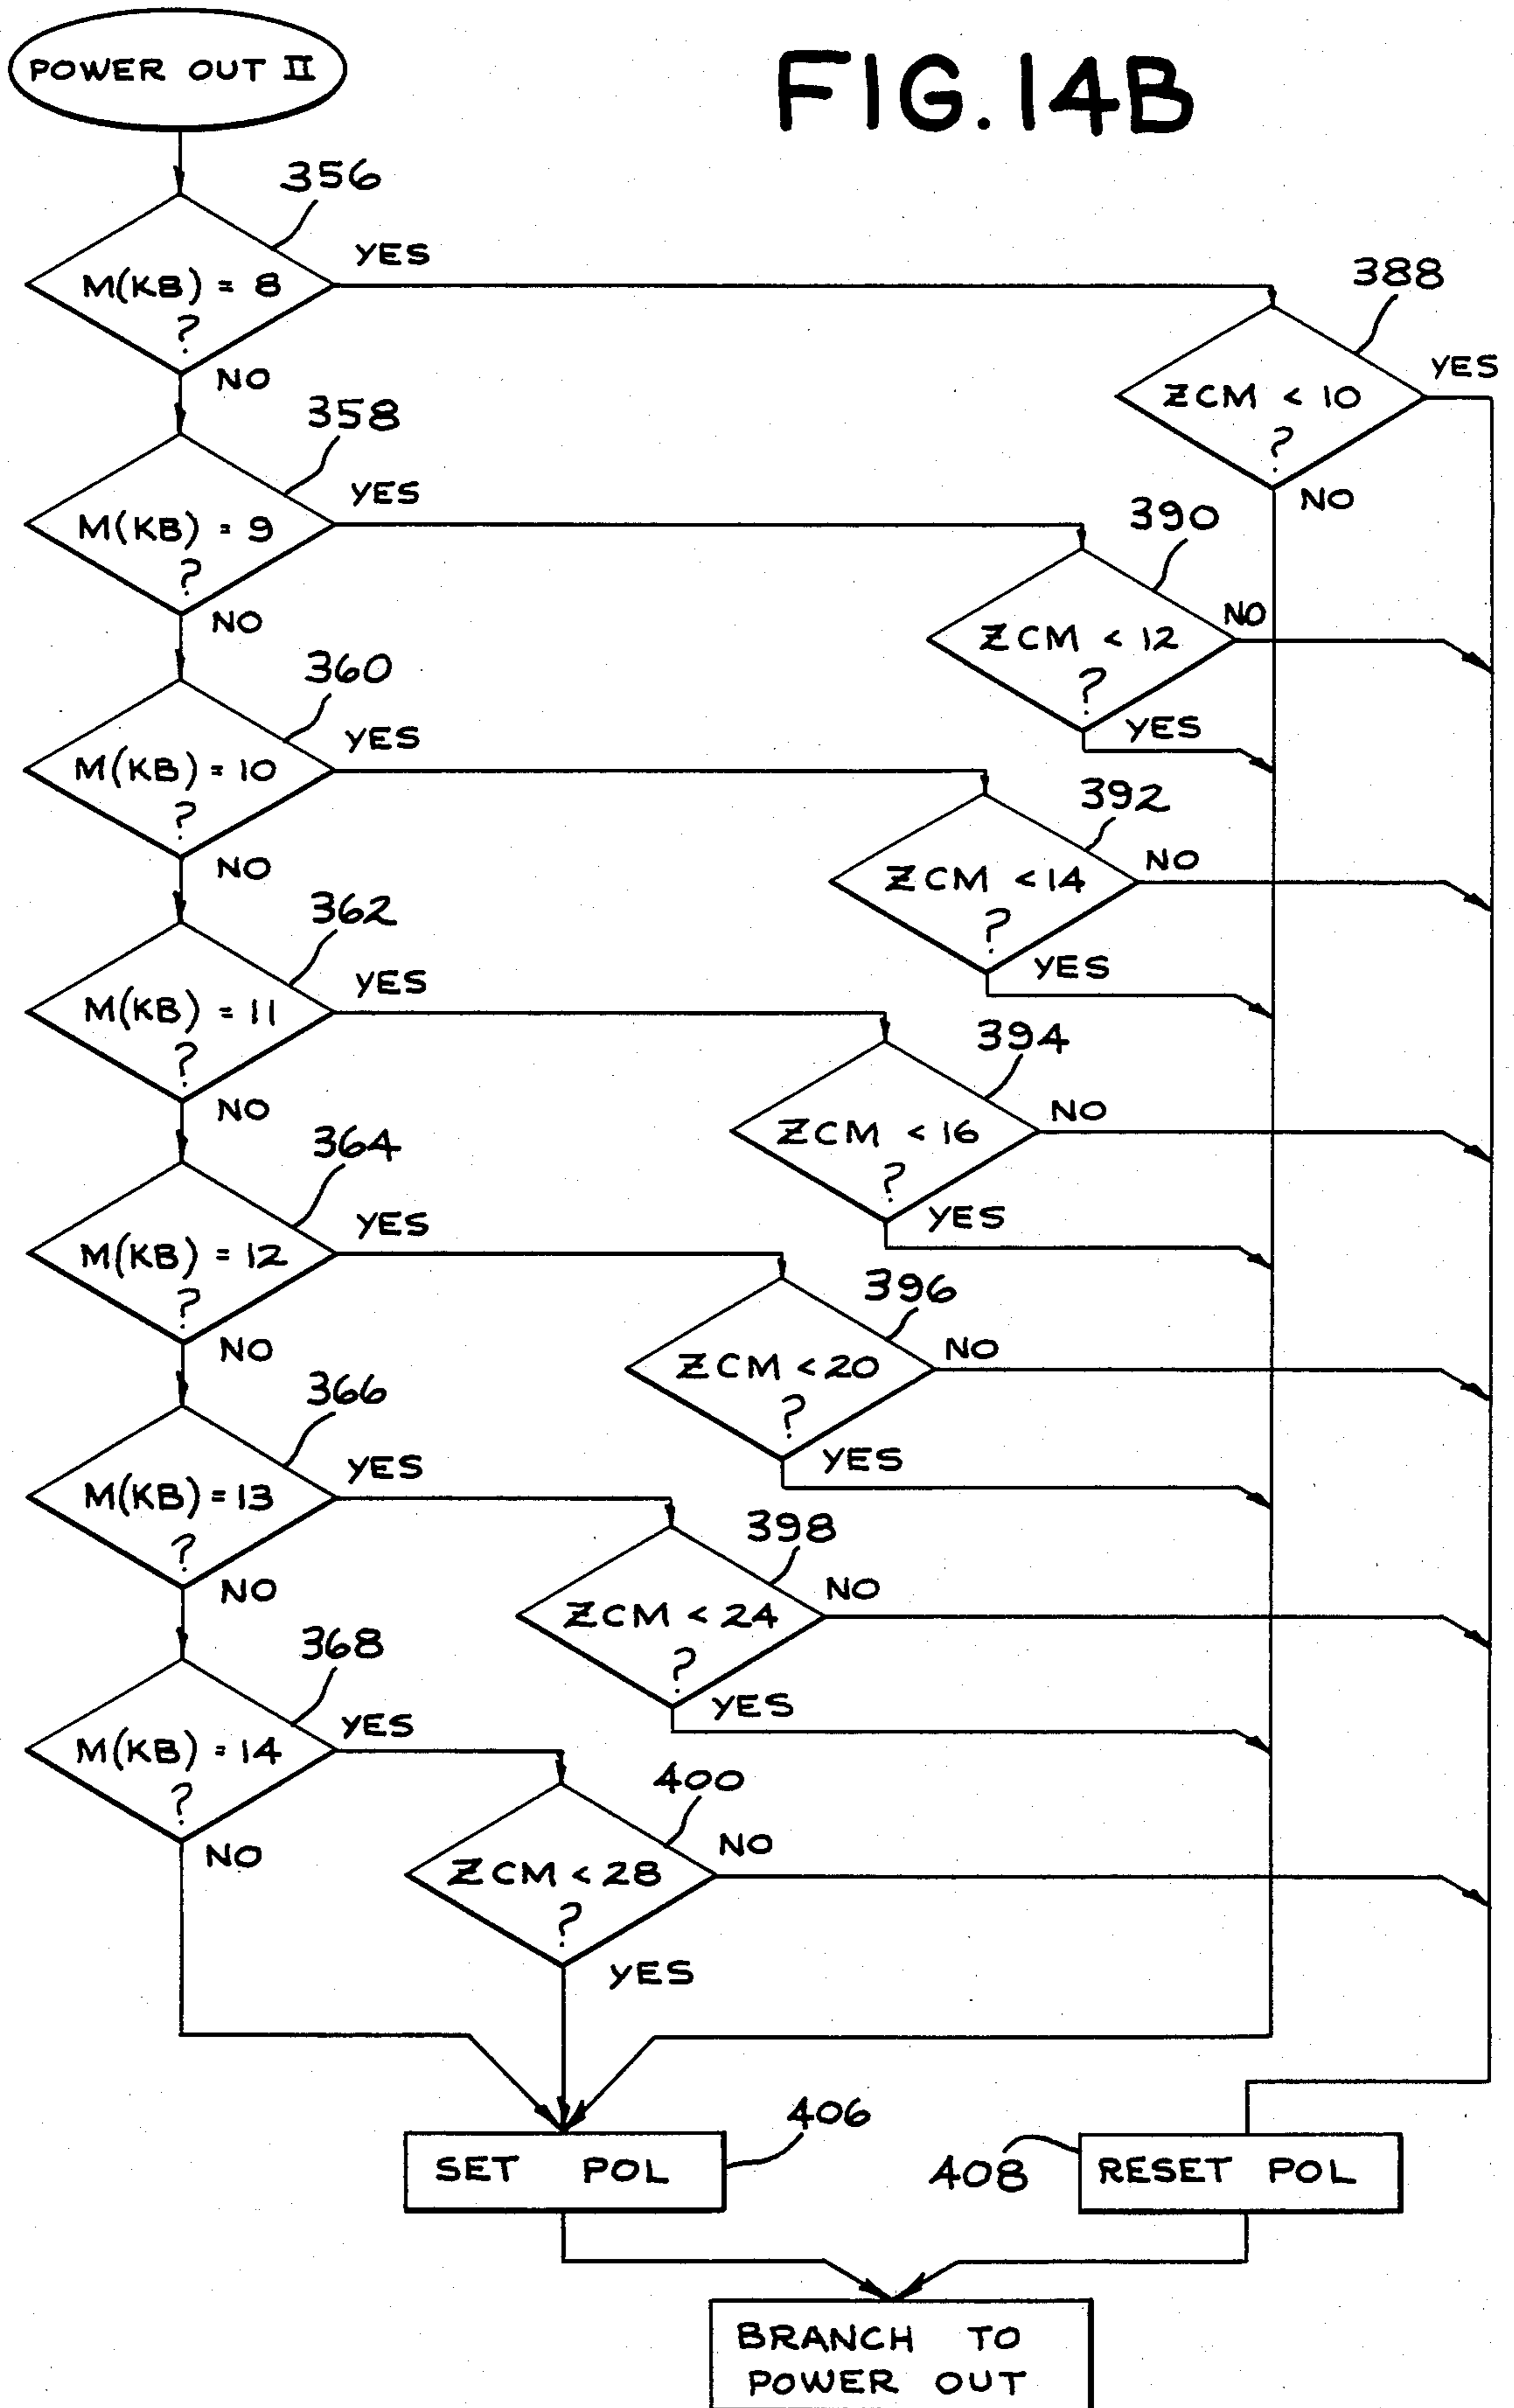 POWER OUT II
FIG.14B
356
M(KB) = 8
?
YES
NO
388
ZCM < 10
?
YES
NO
358
M(KB) = 9
?
YES
NO
390
ZCM < 12
?
NO
YES
360
M(KB) = 10
?
YES
NO
392
ZCM < 14
?
NO
YES
362
M(KB) = 11
?
YES
NO
394
ZCM < 16
?
NO
YES
364
M(KB) = 12
?
YES
NO
396
ZCM < 20
?
NO
YES
366
M(KB) = 13
?
YES
NO
398
ZCM < 24
?
NO
YES
368
M(KB) = 14
?
YES
NO
400
ZCM < 28
?
NO
YES
SET POL
406
408
RESET POL
BRANCH TO
POWER OUT